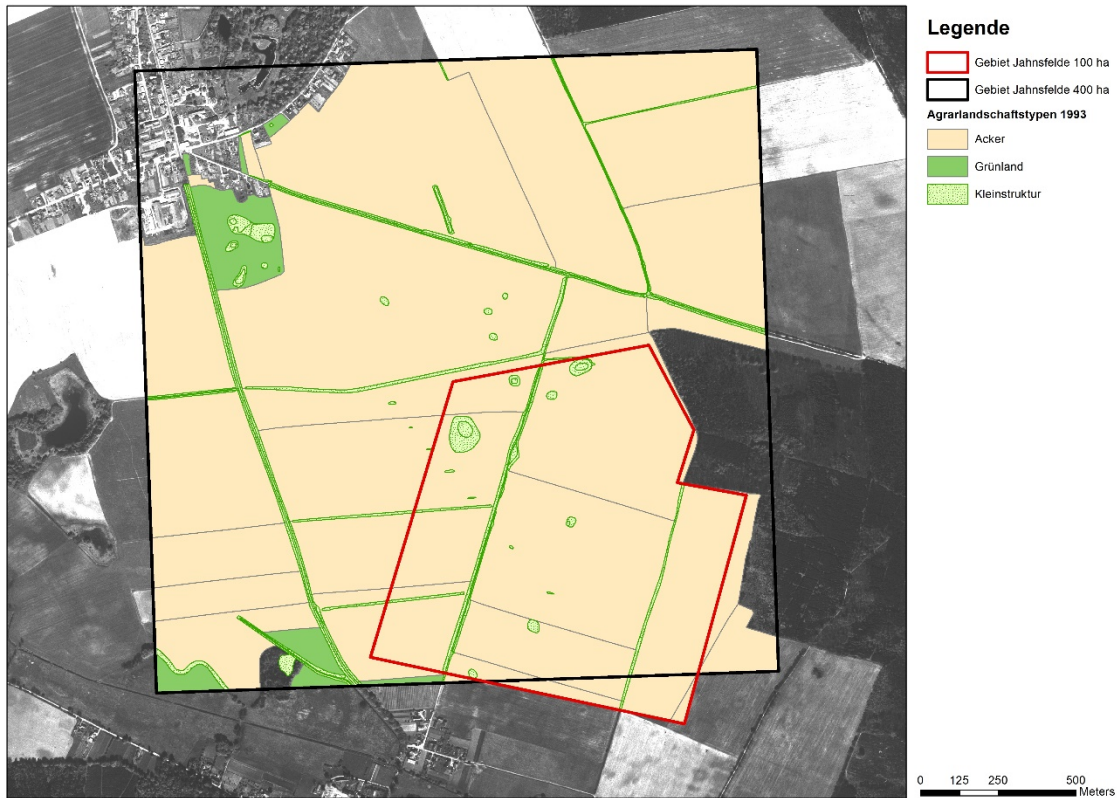 Legende
Gebiet Jahnsfelde 100 ha
Gebiet Jahnsfelde 400 ha
Agrarlandschaftstypen 1993
Acker
Grünland
Kleinstruktur
0 125 250 500
Meters